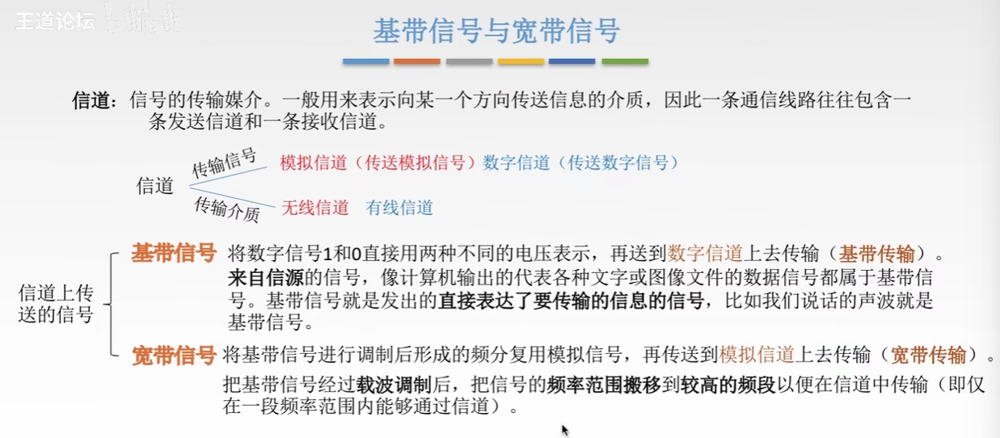 王道论坛
基带信号与宽带信号
信道：信号的传输媒介。一般用来表示向某一个方向传送信息的介质，因此一条通信线路往往包含一
条发送信道和一条接收信道。
传输信号
模拟信道（传送模拟信号）数字信道（传送数字信号）
信道
传输介质
无线信道 有线信道
基带信号 将数字信号1和0直接用两种不同的电压表示，再送到数字信道上去传输（基带传输）。
来自信源的信号，像计算机输出的代表各种文字或图像文件的数据信号都属于基带信
号。基带信号就是发出的直接表达了要传输的信息的信号，比如我们说话的声波就是
基带信号。
信道上传
送的信号
宽带信号 将基带信号进行调制后形成的频分复用模拟信号，再传送到模拟信道上去传输（宽带传输）。
把基带信号经过载波调制后，把信号的频率范围搬移到较高的频段以便在信道中传输（即仅
在一段频率范围内能够通过信道）。